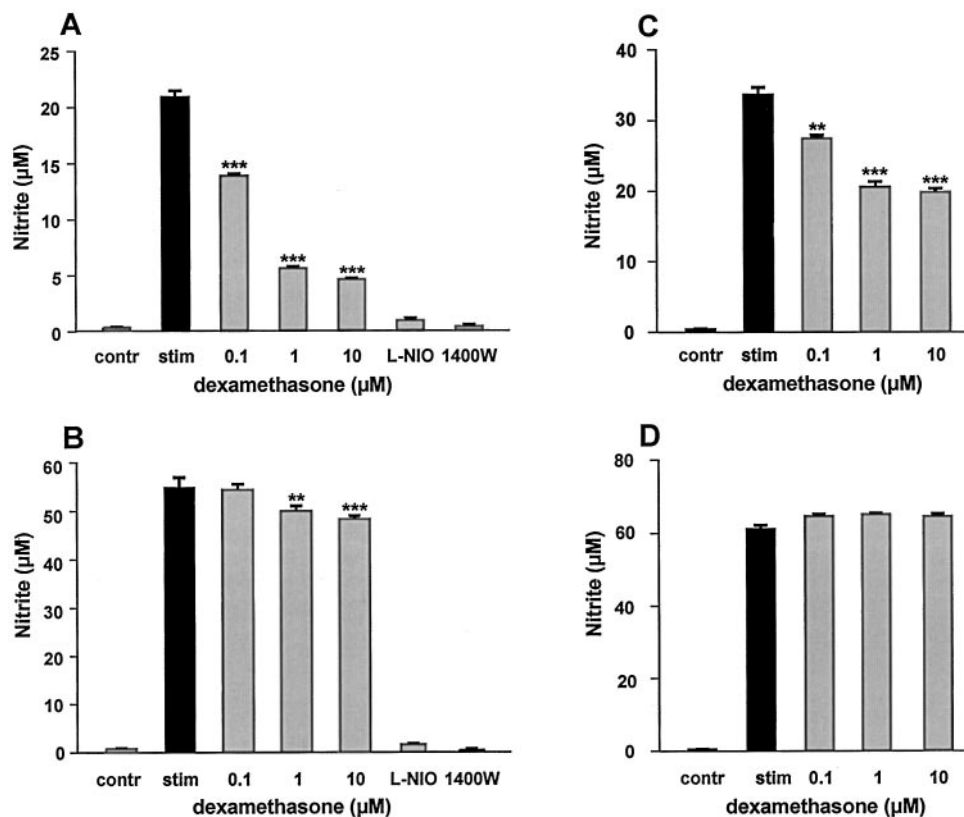 A
Nitrite (µM)
25
20
15
10
5
0
***
***
***
contr stim 0.1 1 10 L-NIO 1400W
dexamethasone (µM)
B
Nitrite (µM)
60
50
40
30
20
10
0
**
***
contr stim 0.1 1 10 L-NIO 1400W
dexamethasone (µM)
C
Nitrite (µM)
40
30
20
10
0
**
***
***
contr stim 0.1 1 10
dexamethasone (µM)
D
Nitrite (µM)
80
60
40
20
0
contr stim 0.1 1 10
dexamethasone (µM)